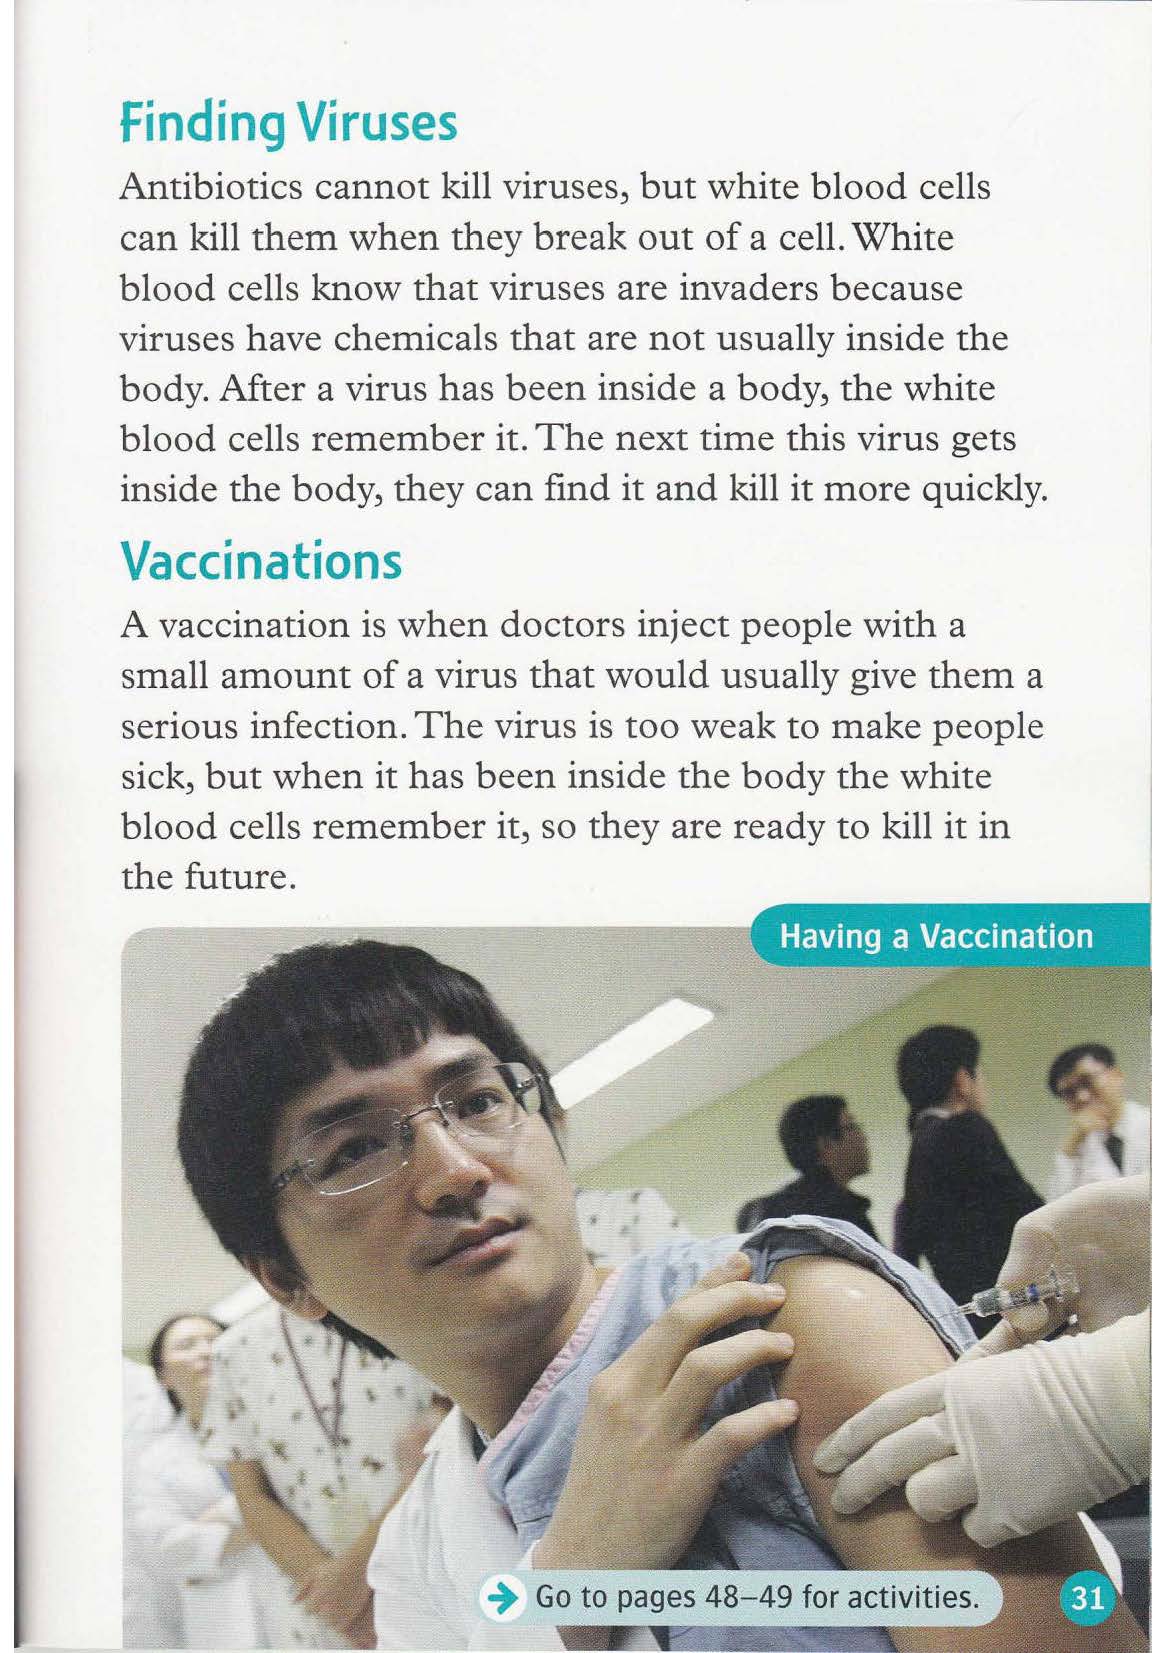 Finding Viruses
Antibiotics cannot kill viruses, but white blood cells
can kill them when they break out of a cell. White
blood cells know that viruses are invaders because
viruses have chemicals that are not usually inside the
body. After a virus has been inside a body, the white
blood cells remember it. The next time this virus gets
inside the body, they can find it and kill it more quickly.
Vaccinations
A vaccination is when doctors inject people with a
small amount of a virus that would usually give them a
serious infection. The virus is too weak to make people
sick, but when it has been inside the body the white
blood cells remember it, so they are ready to kill it in
the future.
Having a Vaccination
Go to pages 48–49 for activities.
31